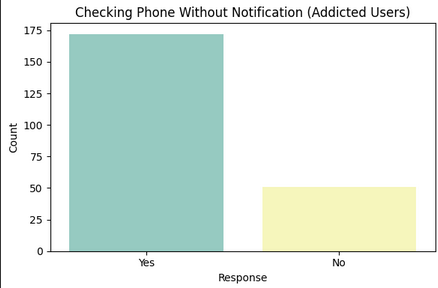 Checking Phone Without Notification (Addicted Users)
175
150
125
100
75
50
25
0
Count
Yes No
Response